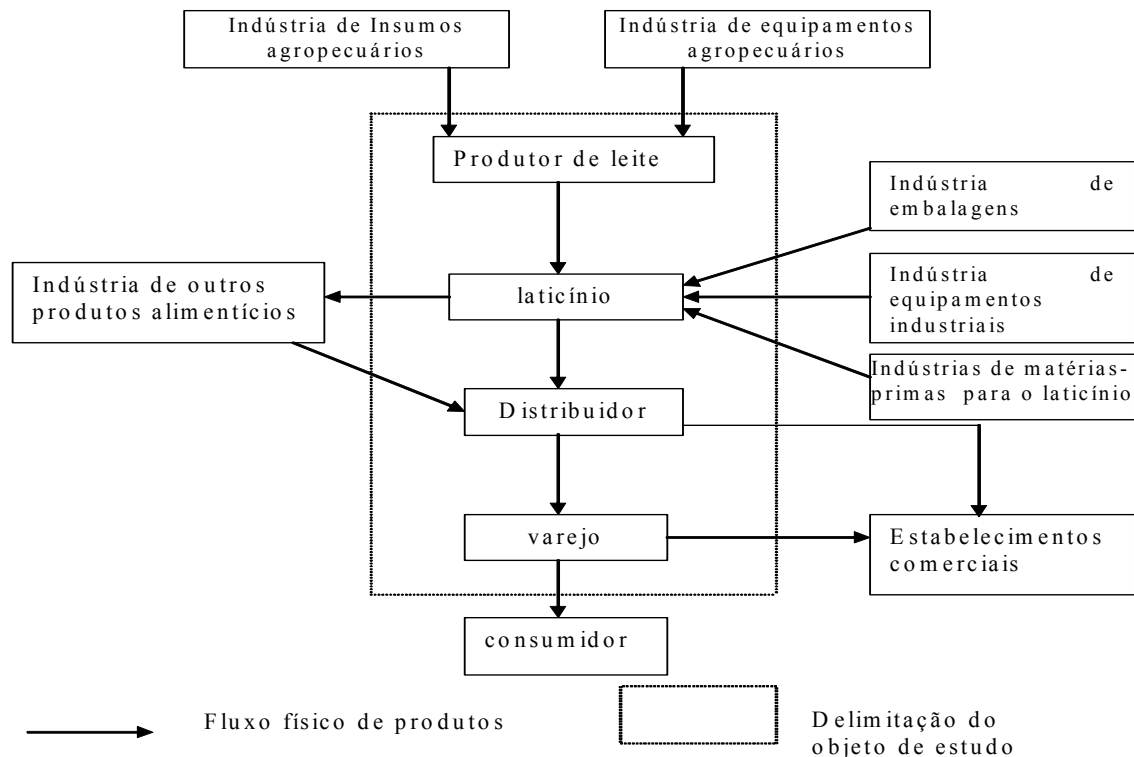 Indústria de Insumos
agropecuários
Indústria de equipamentos
agropecuários
Produtor de leite
Indústria de
embalagens
laticínio
Indústria de
equipamentos
industriais
Indústria de outros
produtos alimentícios
Indústrias de matérias-
primas para o laticínio
Distribuidor
varejo
Estabelecimentos
comerciais
consumidor
Fluxo físico de produtos
Delimitação do
objeto de estudo